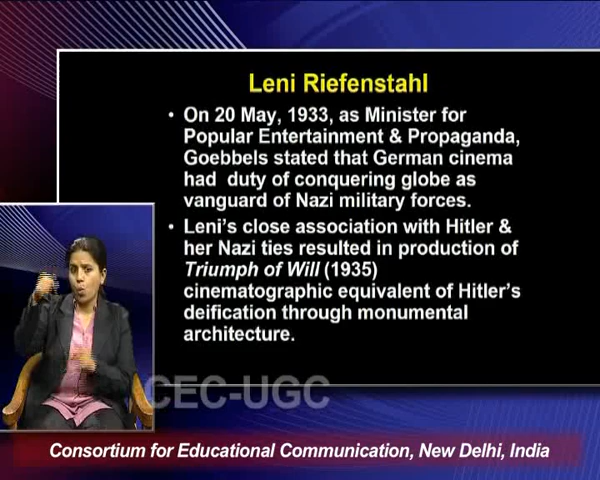 Leni Riefenstahl
• On 20 May, 1933, as Minister for
Popular Entertainment & Propaganda,
Goebbels stated that German cinema
had duty of conquering globe as
vanguard of Nazi military forces.
• Leni's close association with Hitler &
her Nazi ties resulted in production of
Triumph of Will (1935)
cinematographic equivalent of Hitler's
deification through monumental
architecture.
CEC-UGC
Consortium for Educational Communication, New Delhi, India